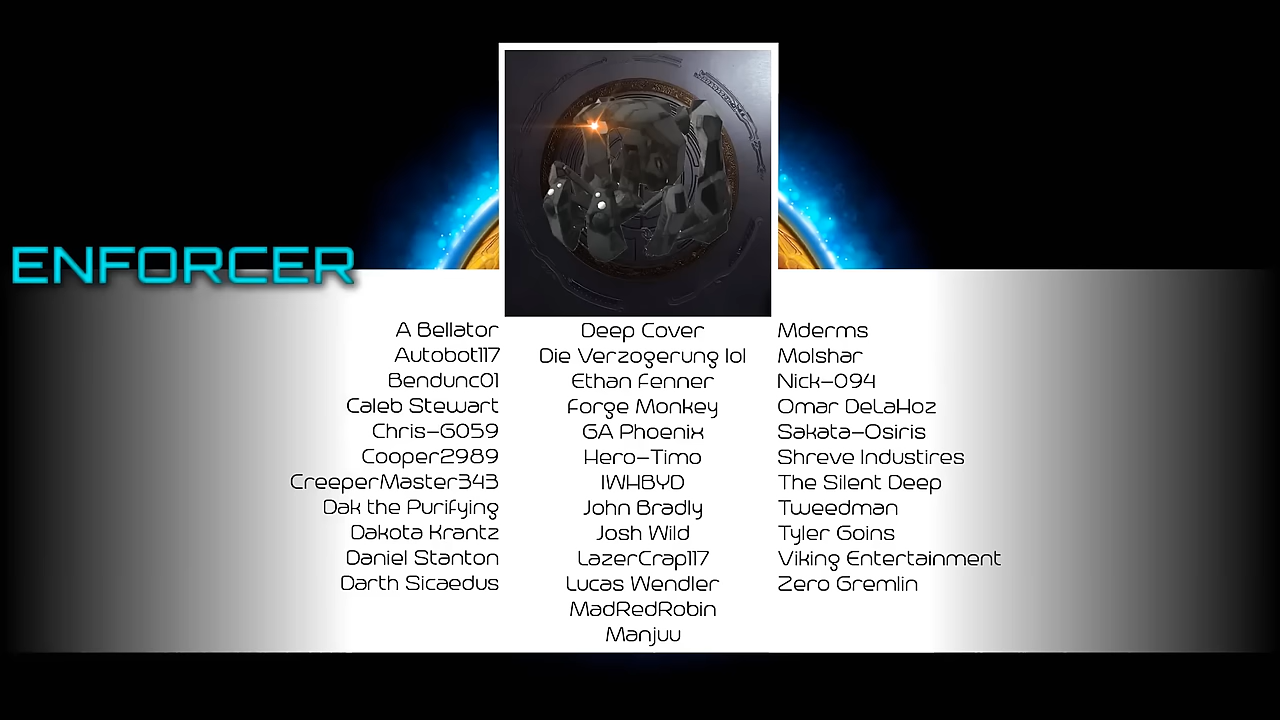 ENFORCER
A Bellator
Autobot117
Bendunc01
Caleb Stewart
Chris-G059
Cooper2989
CreeperMaster343
Dak the Purifying
Dakota Krantz
Daniel Stanton
Darth Sicaedus
Deep Cover
Die Verzogerung lol
Ethan Fenner
Forge Monkey
GA Phoenix
Hero-Timo
IWHBYD
John Bradly
Josh Wild
LazerCrap117
Lucas Wendler
MadRedRobin
Manjuu
Mderms
Molshar
Nick-094
Omar DeLaHoz
Sakata-Osiris
Shreve Industires
The Silent Deep
Tweedman
Tyler Goins
Viking Entertainment
Zero Gremlin